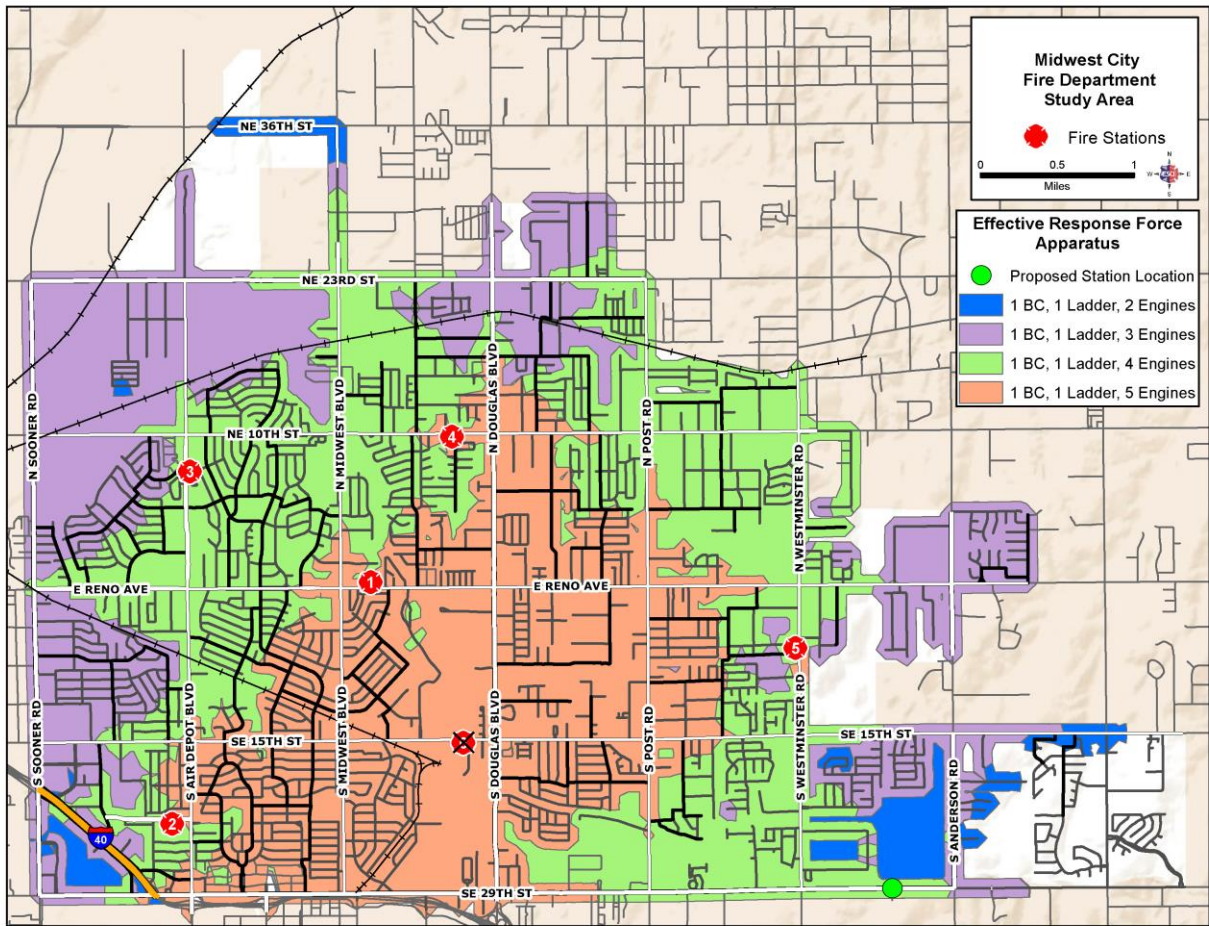 Midwest City
Fire Department
Study Area
Fire Stations
0 0.5 1
Miles
N
W E
S
Effective Response Force
Apparatus
Proposed Station Location
1 BC, 1 Ladder, 2 Engines
1 BC, 1 Ladder, 3 Engines
1 BC, 1 Ladder, 4 Engines
1 BC, 1 Ladder, 5 Engines
NE 36TH ST
NE 23RD ST
N SOONER RD
N MIDWEST BLVD
N DOUGLAS BLVD
N POST RD
NE 10TH ST
4
3
N WESTMINSTER RD
E RENO AVE
1
E RENO AVE
5
S SOONER RD
S AIR DEPOT BLVD
S MIDWEST BLVD
S DOUGLAS BLVD
S POST RD
S WESTMINSTER RD
SE 15TH ST
SE 15TH ST
S ANDERSON RD
2
40
SE 29TH ST